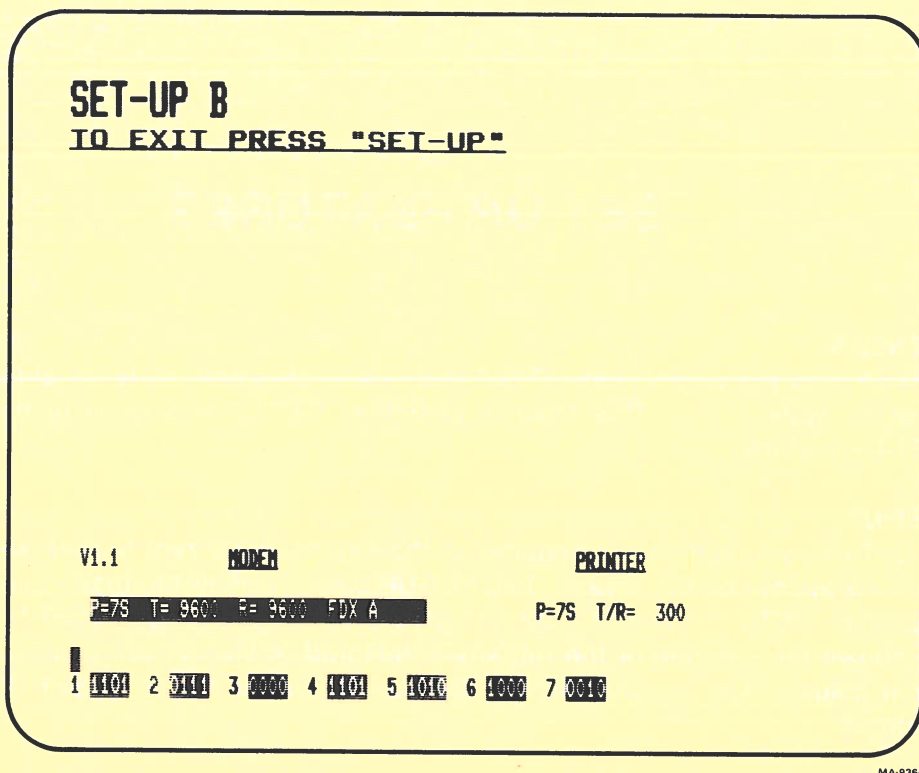 SET-UP B
TO EXIT PRESS "SET-UP"
V1.1 MODEM PRINTER
P=7S T= 9600 R= 9600 FDX A P=7S T/R= 300
1 1101 2 0111 3 0000 4 1101 5 1010 6 1000 7 0010